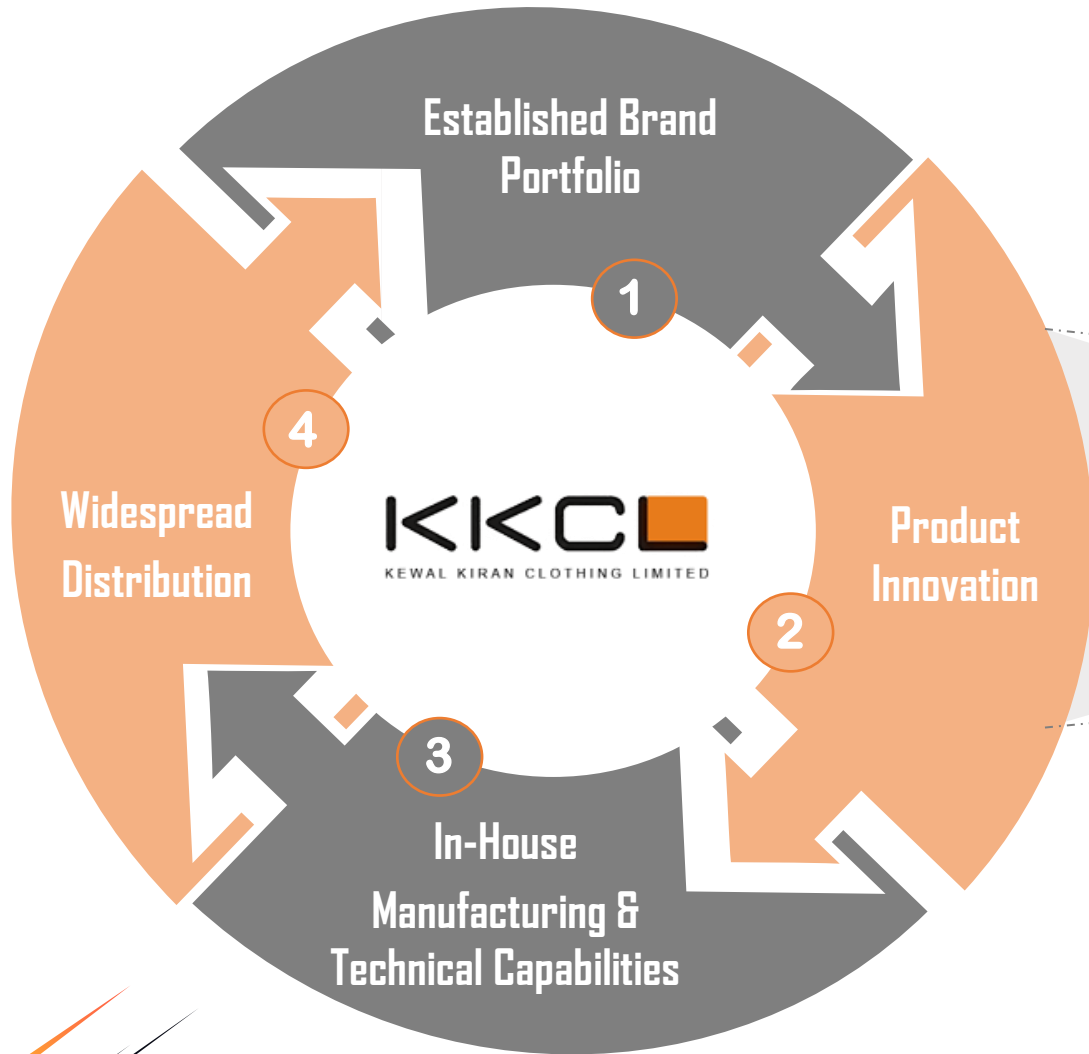 Established Brand
Portfolio
1
4
KKCL
KEWAL KIRAN CLOTHING LIMITED
Widespread
Distribution
Product
Innovation
2
3
In-House
Manufacturing &
Technical Capabilities